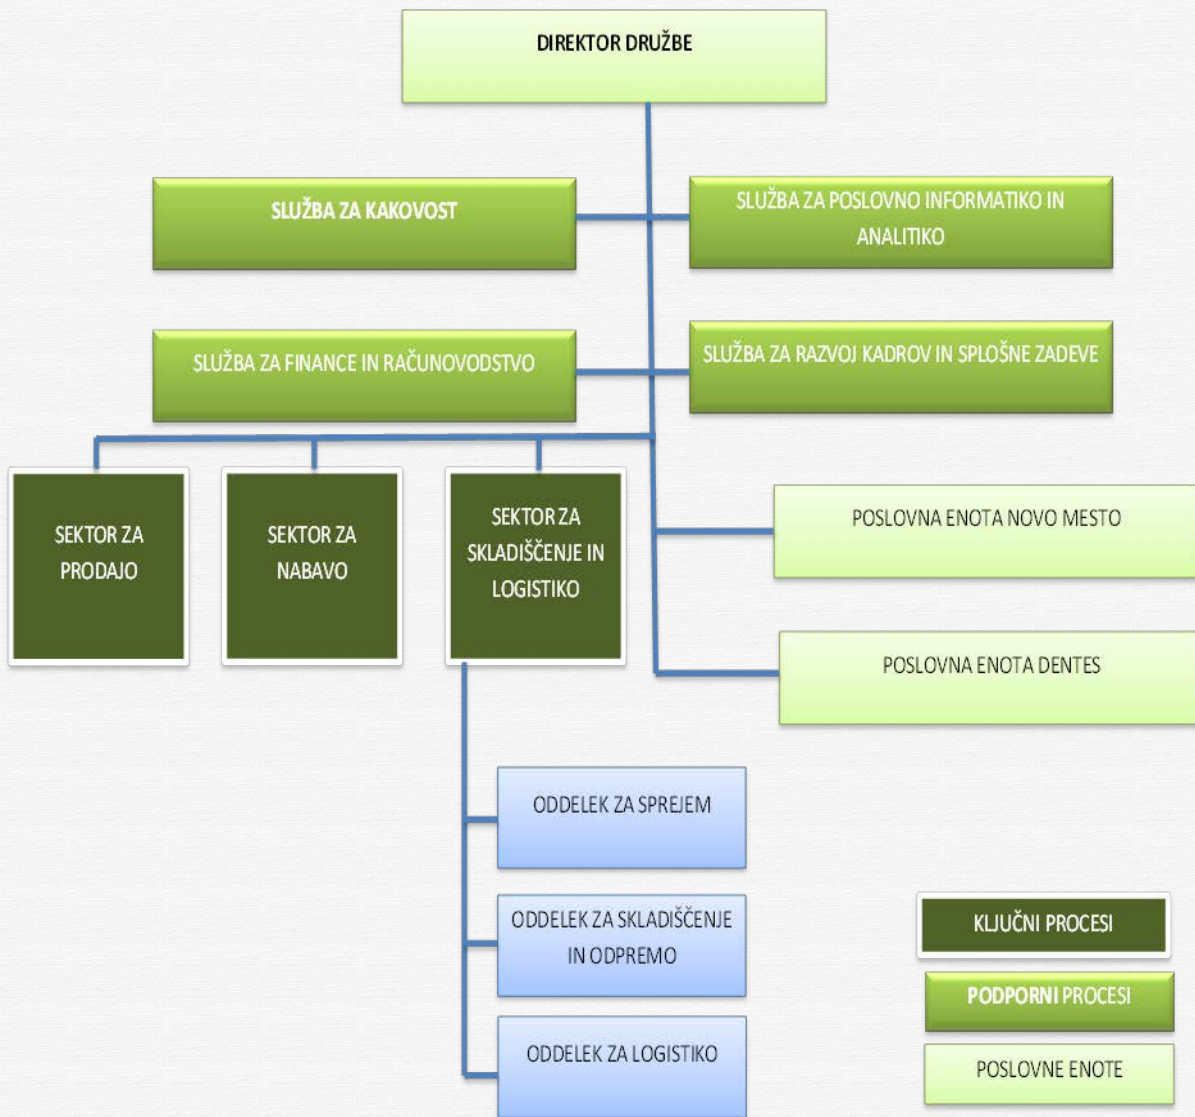 DIREKTOR DRUŽBE
SLUŽBA ZA KAKOVOST
SLUŽBA ZA POSLOVNO INFORMATIKO IN
ANALITIKO
SLUŽBA ZA FINANCE IN RAČUNOVODSTVO
SLUŽBA ZA RAZVOJ KADROV IN SPLOŠNE ZADEVE
SEKTOR ZA
PRODAJO
SEKTOR ZA
NABAVO
SEKTOR ZA
SKLADIŠČENJE IN
LOGISTIKO
POSLOVNA ENOTA NOVO MESTO
POSLOVNA ENOTA DENTES
ODDELEK ZA SPREJEM
ODDELEK ZA SKLADIŠČENJE
IN ODPREMO
ODDELEK ZA LOGISTIKO
KLJUČNI PROCESI
PODPORNI PROCESI
POSLOVNE ENOTE